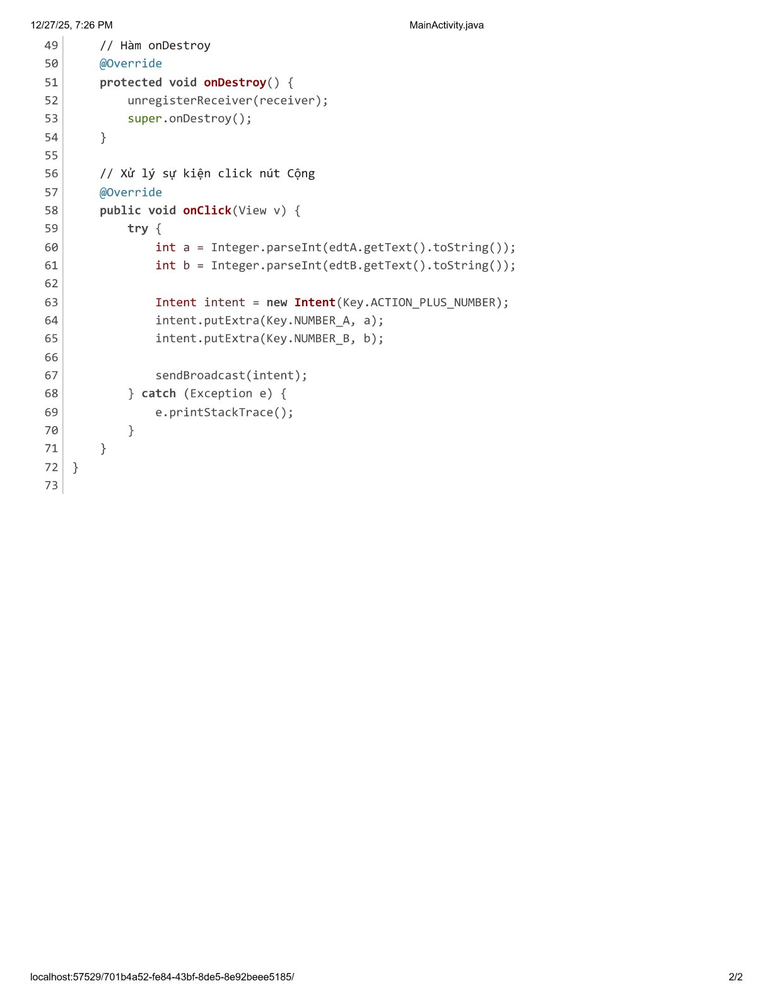 12/27/25, 7:26 PM MainActivity.java
49     // Hàm onDestroy
50     @Override
51     protected void onDestroy() {
52         unregisterReceiver(receiver);
53         super.onDestroy();
54     }
55
56     // Xử lý sự kiện click nút Cộng
57     @Override
58     public void onClick(View v) {
59         try {
60             int a = Integer.parseInt(edtA.getText().toString());
61             int b = Integer.parseInt(edtB.getText().toString());
62
63             Intent intent = new Intent(Key.ACTION_PLUS_NUMBER);
64             intent.putExtra(Key.NUMBER_A, a);
65             intent.putExtra(Key.NUMBER_B, b);
66
67             sendBroadcast(intent);
68         } catch (Exception e) {
69             e.printStackTrace();
70         }
71     }
72 }
73
localhost:57529/701b4a52-fe84-43bf-8de5-8e92beee5185/ 2/2